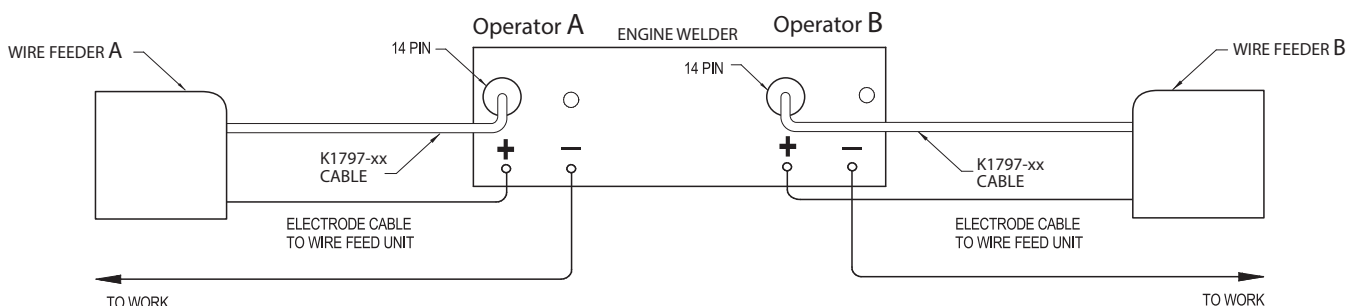 Operator A
Operator B
ENGINE WELDER
WIRE FEEDER A
14 PIN
14 PIN
WIRE FEEDER B
+
−
+
−
K1797-xx
CABLE
K1797-xx
CABLE
ELECTRODE CABLE
TO WIRE FEED UNIT
ELECTRODE CABLE
TO WIRE FEED UNIT
TO WORK
TO WORK